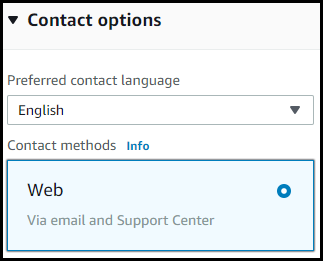 Contact options
Preferred contact language
English
Contact methods Info
Web
Via email and Support Center